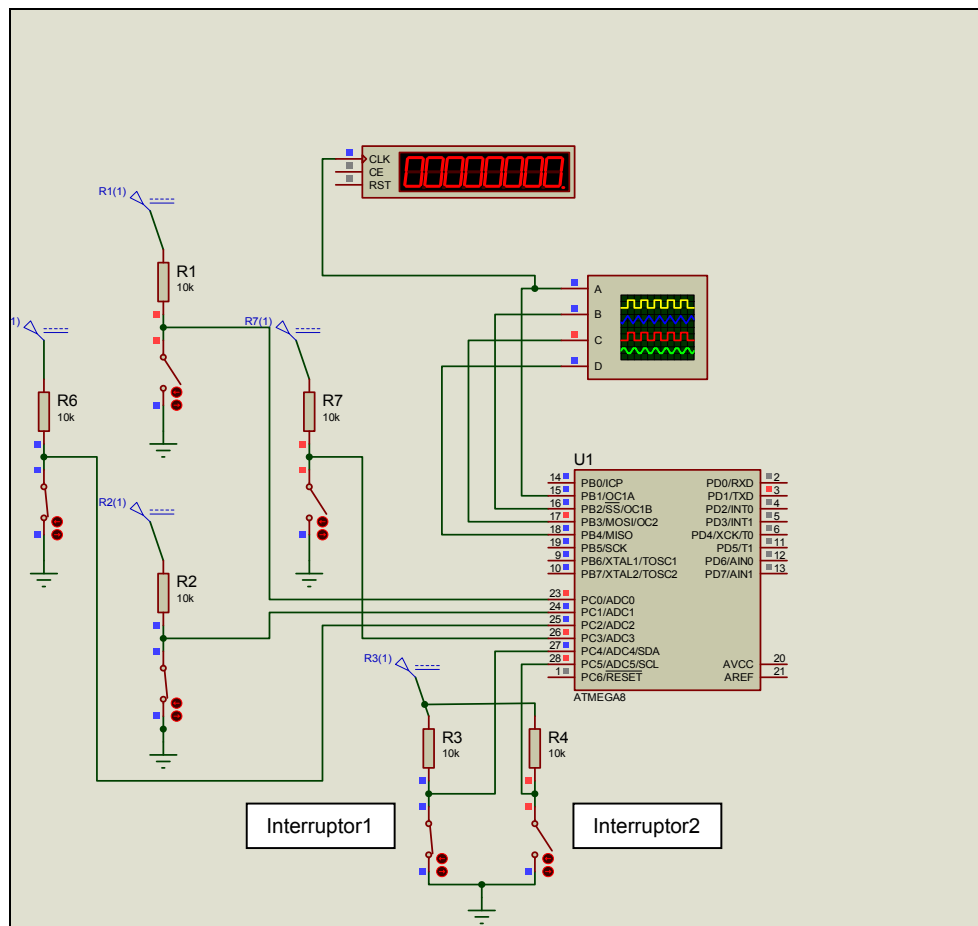 CLK
CE
RST
00000000.
R1(1)
R1
10k
A
B
C
D
1)
R7(1)
R6
10k
R7
10k
U1
14 PB0/ICP PD0/RXD 2
15 PB1/OC1A PD1/TXD 3
16 PB2/SS/OC1B PD2/INT0 4
17 PB3/MOSI/OC2 PD3/INT1 5
18 PB4/MISO PD4/XCK/T0 6
19 PB5/SCK PD5/T1 11
9 PB6/XTAL1/TOSC1 PD6/AIN0 12
10 PB7/XTAL2/TOSC2 PD7/AIN1 13
23 PC0/ADC0
24 PC1/ADC1
25 PC2/ADC2
26 PC3/ADC3
27 PC4/ADC4/SDA
28 PC5/ADC5/SCL AVCC 20
1 PC6/RESET AREF 21
ATMEGA8
R2(1)
R2
10k
R3(1)
R3
10k
R4
10k
Interruptor1
Interruptor2